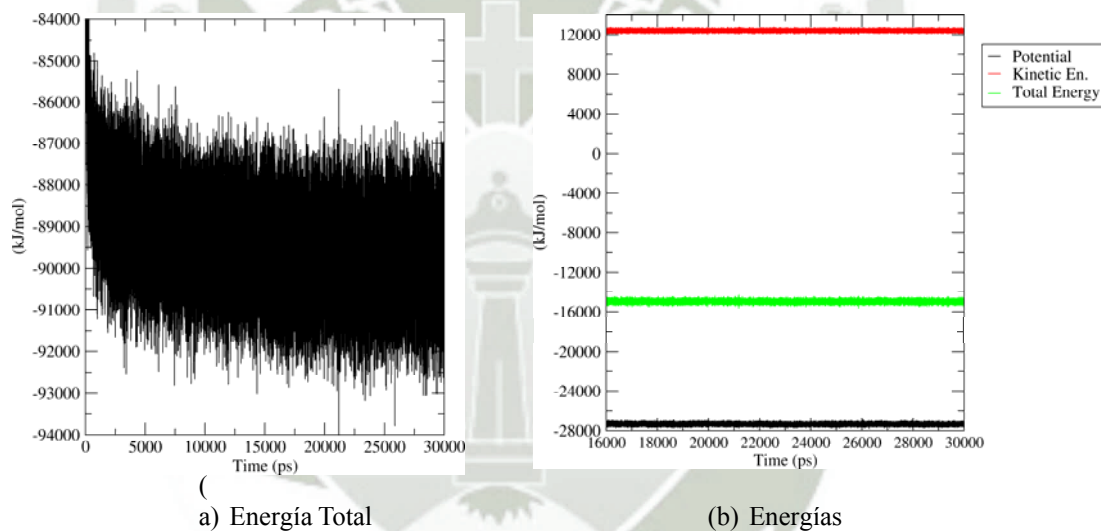 -84000
-85000
-86000
-87000
-88000
-89000
-90000
-91000
-92000
-93000
-94000
(kJ/mol)
0 5000 10000 15000 20000 25000 30000
Time (ps)
12000
8000
4000
0
-4000
-8000
-12000
-16000
-20000
-24000
-28000
(kJ/mol)
16000 18000 20000 22000 24000 26000 28000 30000
Time (ps)
Potential
Kinetic En.
Total Energy
(
a) Energía Total
(b) Energías